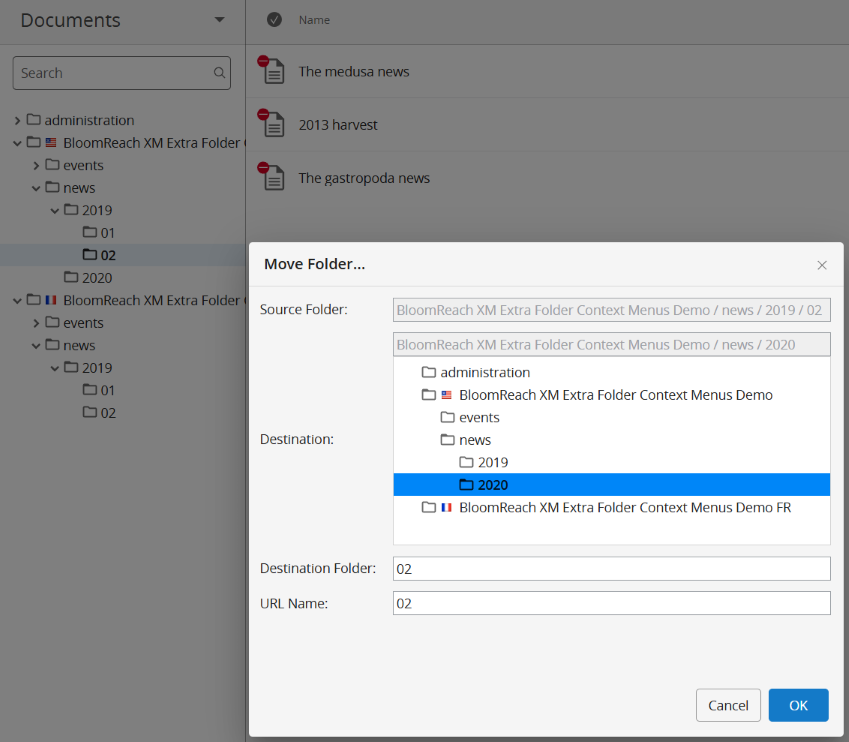 Documents
Search
administration
BloomReach XM Extra Folder
events
news
2019
01
02
2020
BloomReach XM Extra Folder
events
news
2019
01
02
Name
The medusa news
2013 harvest
The gastropoda news
Move Folder...
Source Folder:
BloomReach XM Extra Folder Context Menus Demo / news / 2019 / 02
BloomReach XM Extra Folder Context Menus Demo / news / 2020
Destination:
administration
BloomReach XM Extra Folder Context Menus Demo
events
news
2019
2020
BloomReach XM Extra Folder Context Menus Demo FR
Destination Folder:
02
URL Name:
02
Cancel
OK